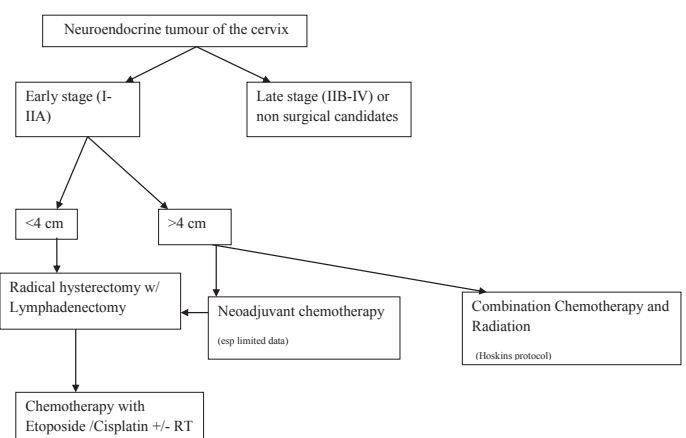 Neuroendocrine tumour of the cervix
Early stage (I-
IIA)
Late stage (IIB-IV) or
non surgical candidates
<4 cm
>4 cm
Radical hysterectomy w/
Lymphadenectomy
Neoadjuvant chemotherapy
(esp limited data)
Combination Chemotherapy and
Radiation
(Hoskins protocol)
Chemotherapy with
Etoposide /Cisplatin +/- RT